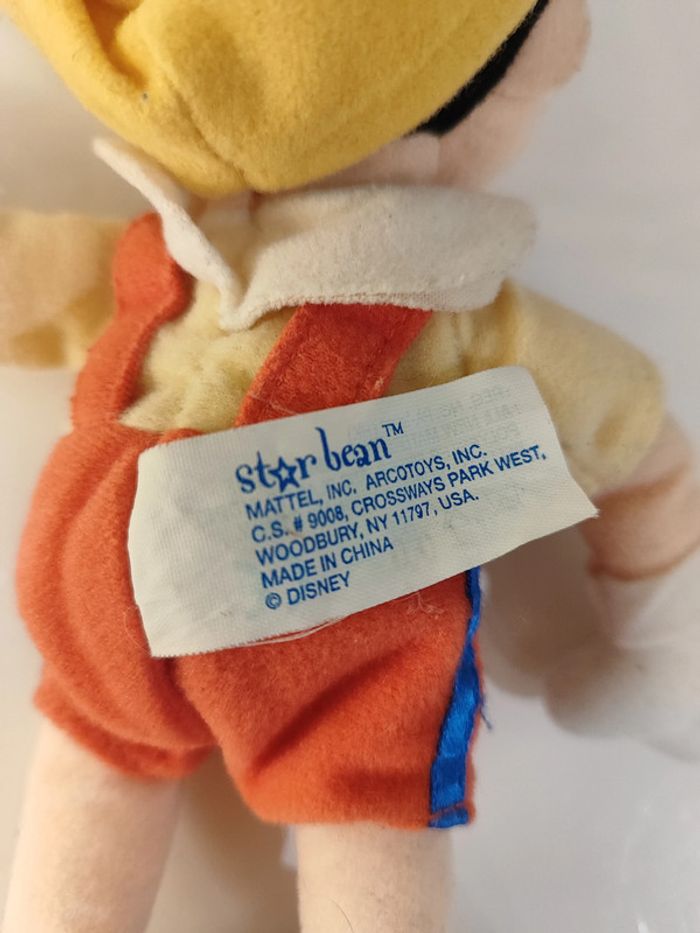 star bean™
MATTEL, INC. ARCOTOYS, INC.
C.S. # 9008, CROSSWAYS PARK WEST,
WOODBURY, NY 11797, USA.
MADE IN CHINA
© DISNEY